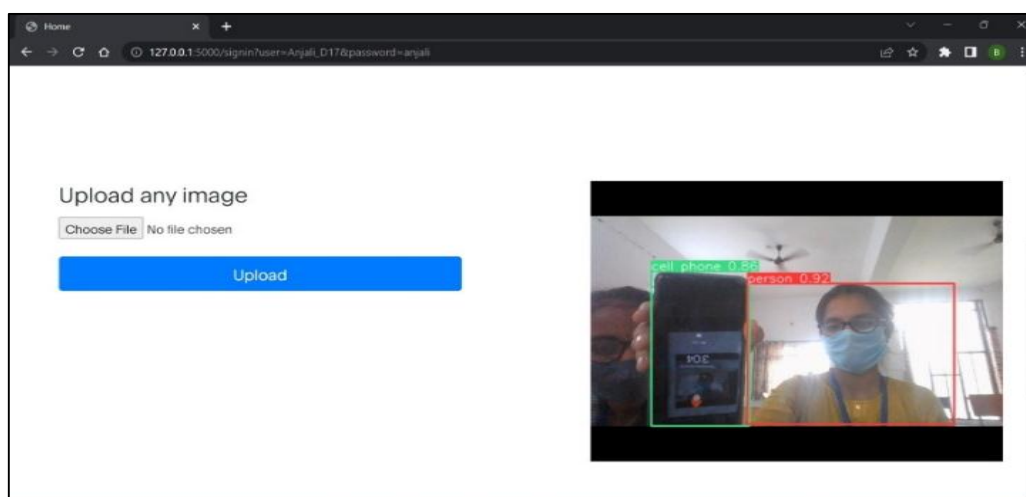 Home
127.0.0.1:5000/signin?user=Anjali_D17&password=anjali
B
Upload any image
Choose File No file chosen
Upload
cell phone 0.86
person 0.92